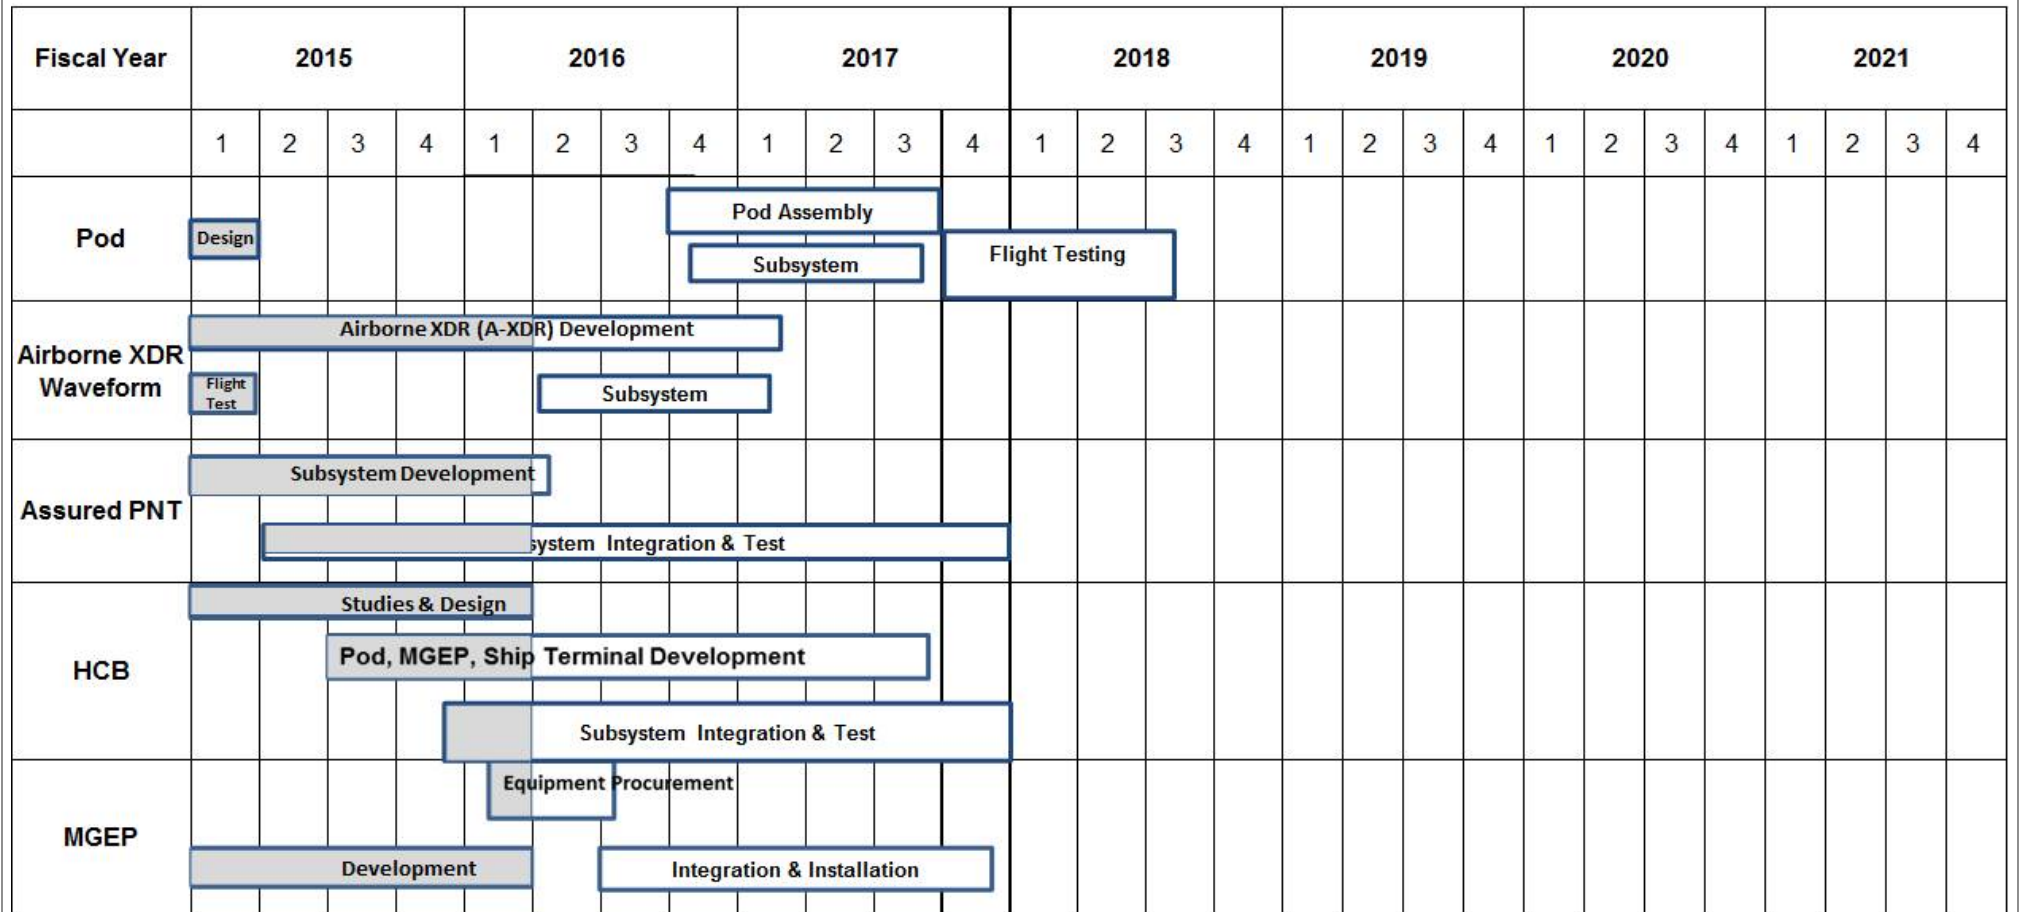 Fiscal Year 2015 2016 2017 2018 2019 2020 2021
1 2 3 4 1 2 3 4 1 2 3 4 1 2 3 4 1 2 3 4 1 2 3 4 1 2 3 4
Pod
Design
Pod Assembly
Subsystem
Flight Testing
Airborne XDR
Waveform
Airborne XDR (A-XDR) Development
Flight
Test
Subsystem
Assured PNT
Subsystem Development
system Integration & Test
HCB
Studies & Design
Pod, MGEP, Ship Terminal Development
Subsystem Integration & Test
MGEP
Equipment Procurement
Development
Integration & Installation